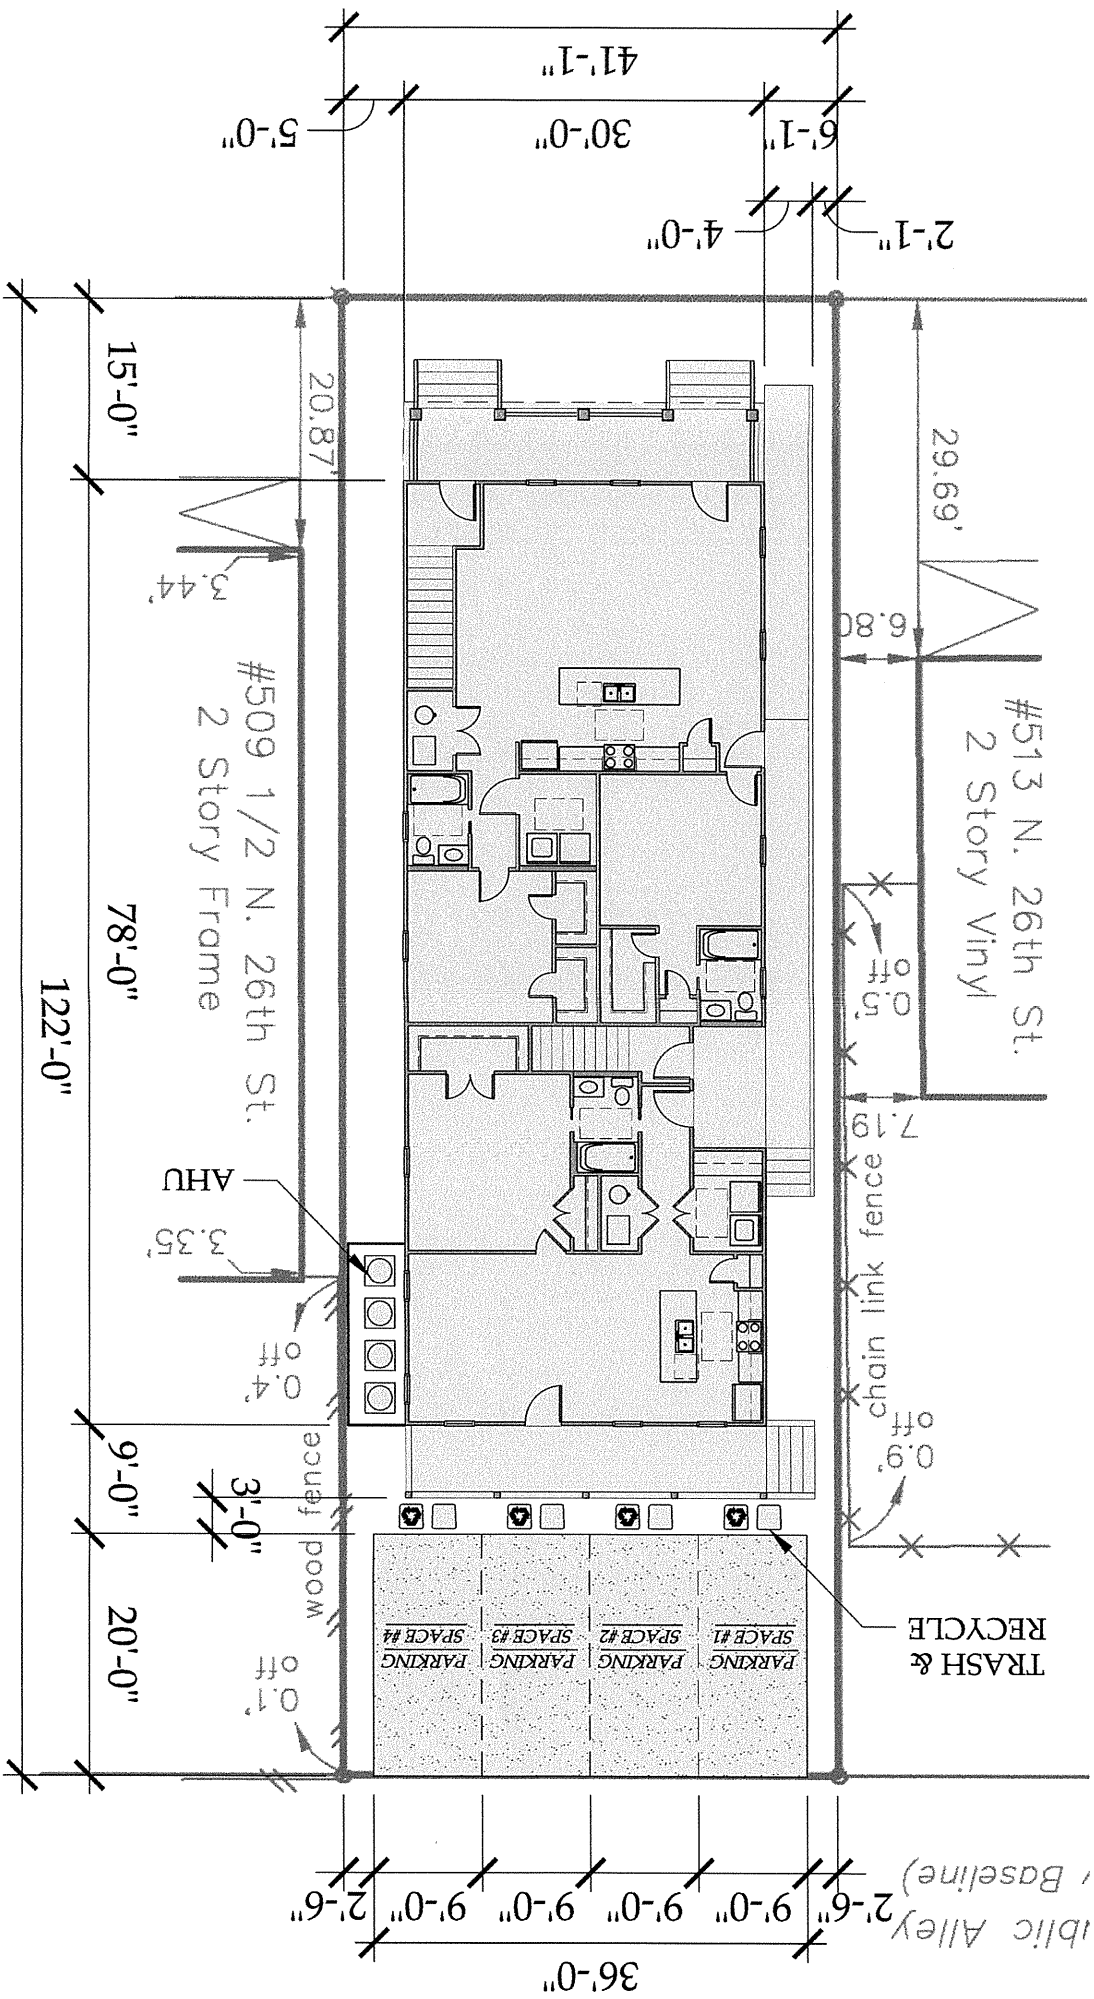 41'-1"
5'-0"
30'-0"
6'-1"
4'-0"
2'-1"
15'-0"
20.87'
29.69'
3.44'
6.80
#509 1/2 N. 26th St.
2 Story Frame
#513 N. 26th St.
2 Story Vinyl
78'-0"
122'-0"
0.5'
off
7.19
AHU
3.35'
chain link fence
0.4'
off
0.9'
off
9'-0"
3'-0"
wood fence
TRASH &
RECYCLE
20'-0"
PARKING
SPACE #4
PARKING
SPACE #3
PARKING
SPACE #2
PARKING
SPACE #1
0.1'
off
2'-6"
9'-0"
9'-0"
9'-0"
9'-0"
2'-6"
36'-0"
Alley
Baseline)